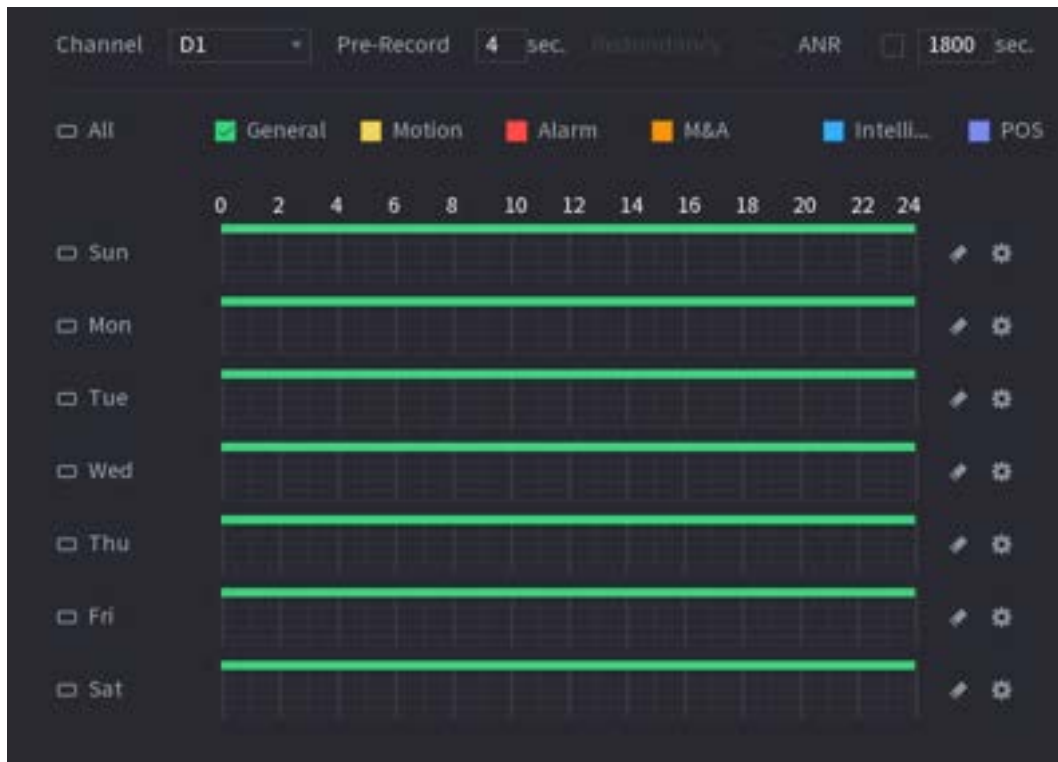 Channel D1 Pre-Record 4 sec. Redundancy ANR 1800 sec.
All General Motion Alarm M&A Intelli... POS
0 2 4 6 8 10 12 14 16 18 20 22 24
Sun
Mon
Tue
Wed
Thu
Fri
Sat